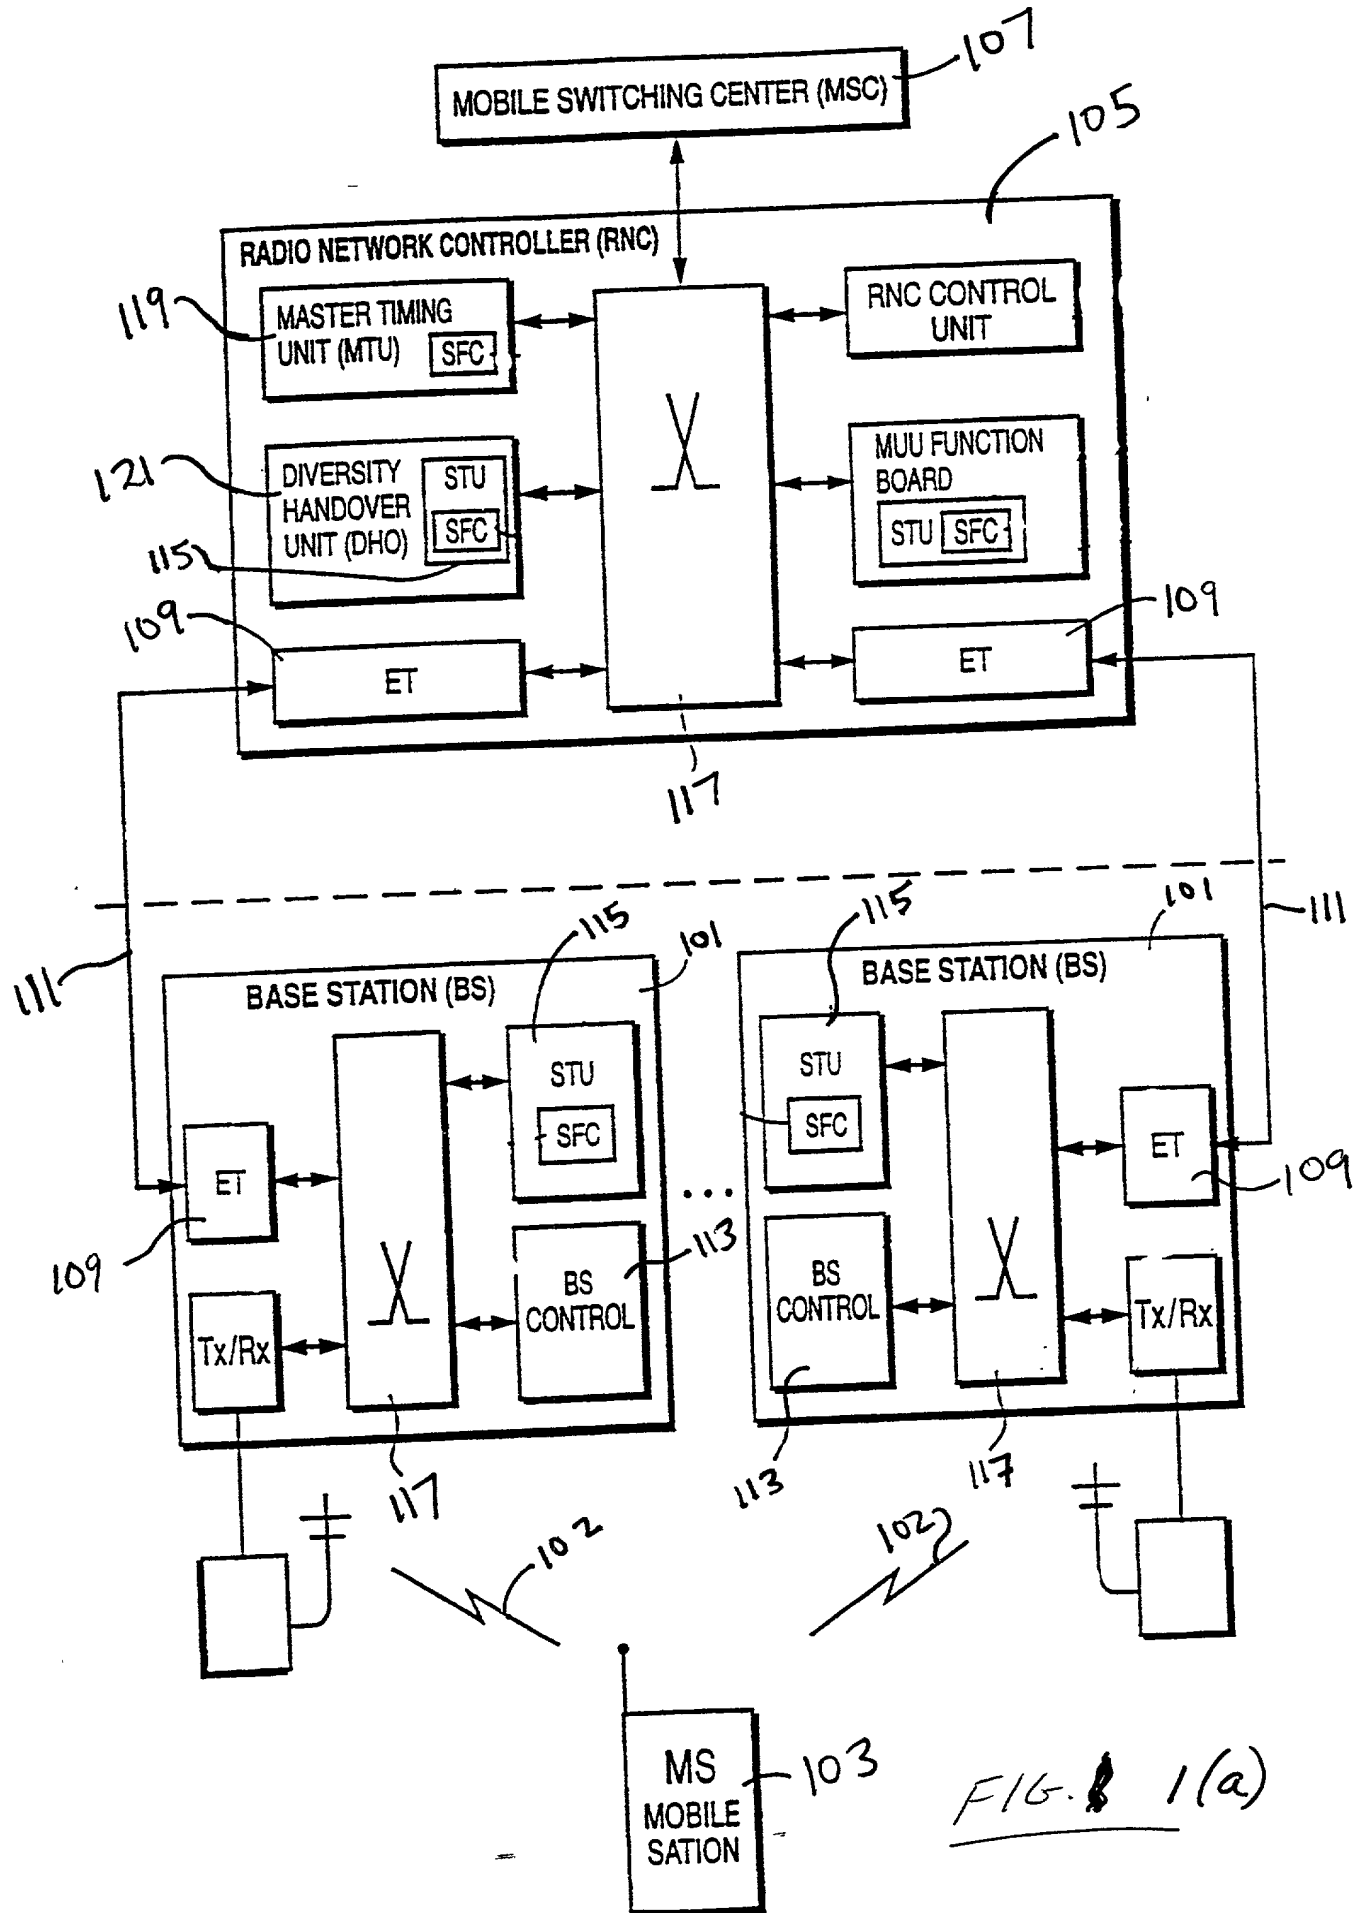 107
MOBILE SWITCHING CENTER (MSC)
105
RADIO NETWORK CONTROLLER (RNC)
119
MASTER TIMING
UNIT (MTU)
SFC
RNC CONTROL
UNIT
121
DIVERSITY
HANDOVER
UNIT (DHO)
STU
SFC
115
MUU FUNCTION
BOARD
STU
SFC
109
ET
109
ET
117
111
111
115
101
BASE STATION (BS)
STU
SFC
ET
109
113
BS
CONTROL
Tx/Rx
117
115
101
BASE STATION (BS)
STU
SFC
ET
109
BS
CONTROL
113
Tx/Rx
117
102
102
MS
MOBILE
SATION
103
FIG. 1(a)